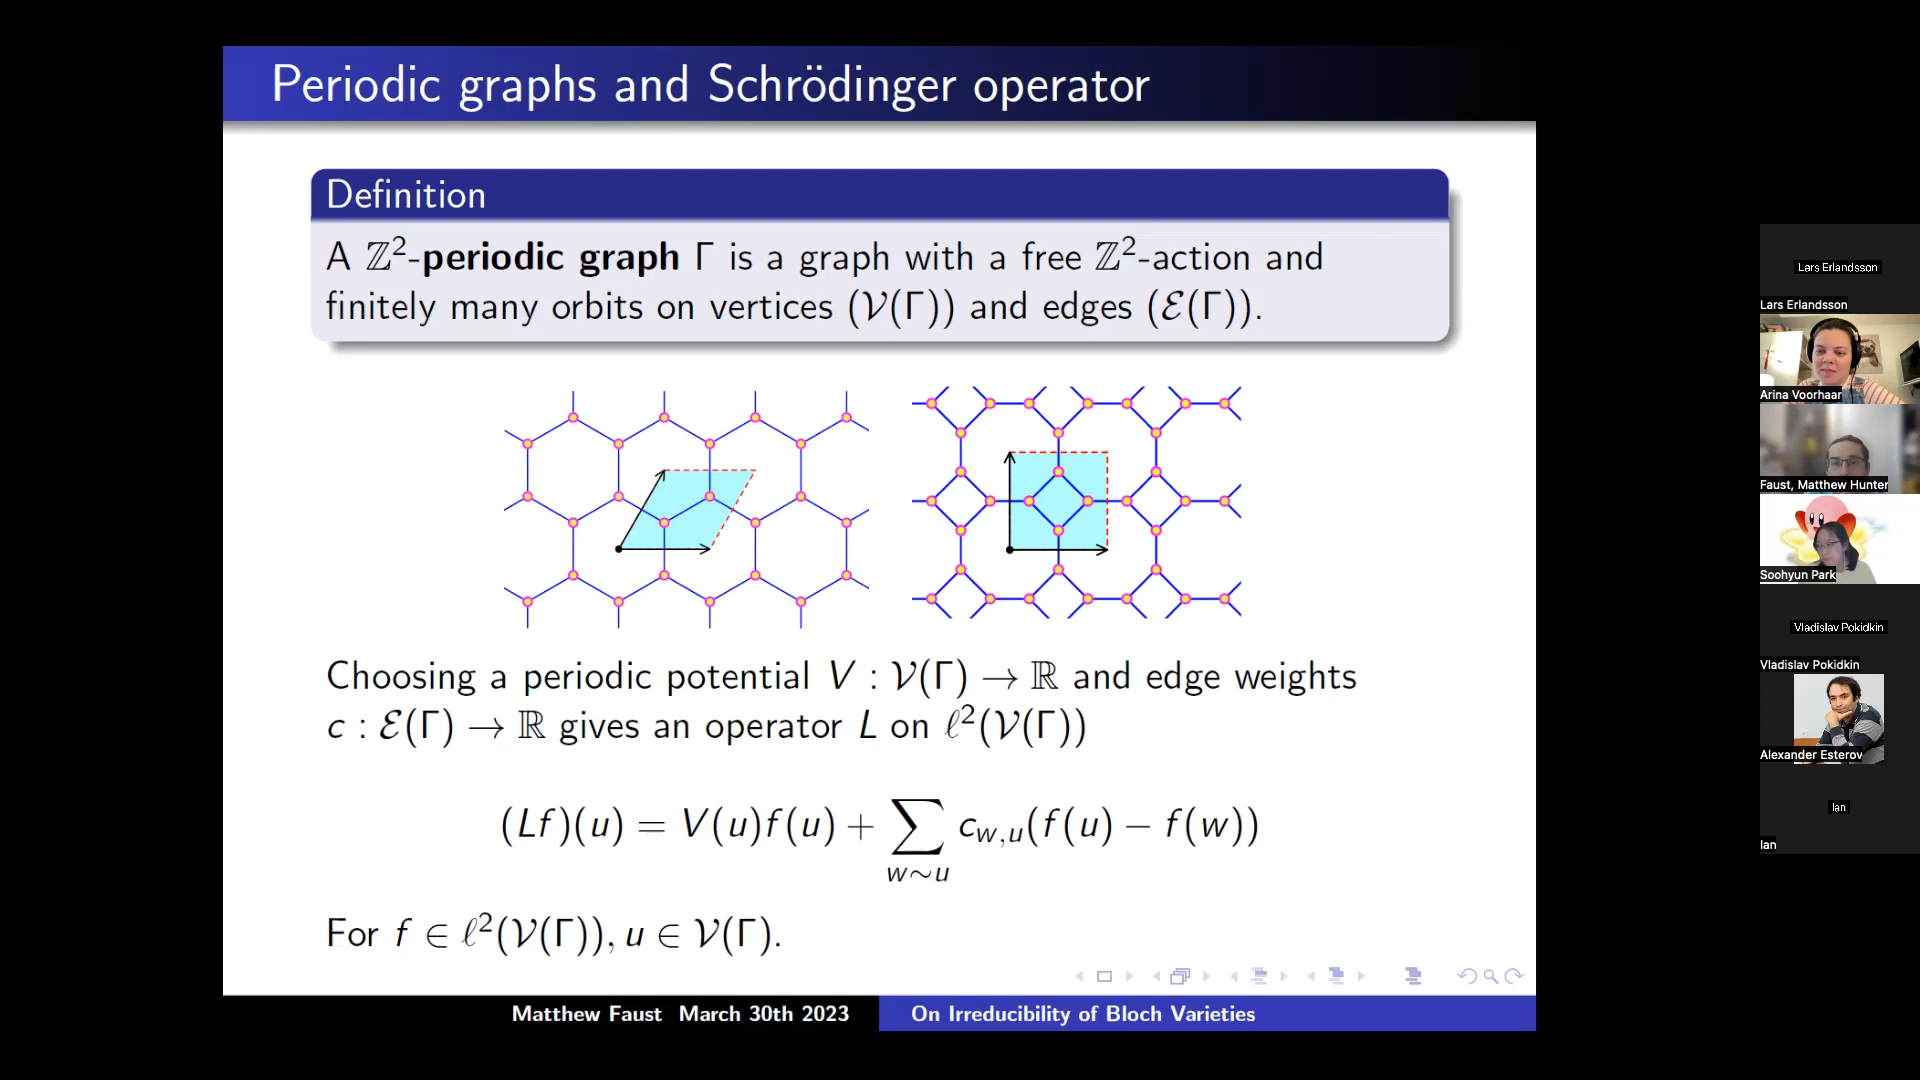 Periodic graphs and Schrödinger operator
Definition
A ℤ²-periodic graph Γ is a graph with a free ℤ²-action and
finitely many orbits on vertices (𝒱(Γ)) and edges (ℰ(Γ)).
Choosing a periodic potential V : 𝒱(Γ) → ℝ and edge weights
c : ℰ(Γ) → ℝ gives an operator L on ℓ²(𝒱(Γ))
(Lf)(u) = V(u)f(u) + ∑ c_{w,u}(f(u) − f(w))
w∼u
For f ∈ ℓ²(𝒱(Γ)), u ∈ 𝒱(Γ).
Matthew Faust March 30th 2023
On Irreducibility of Bloch Varieties
Lars Erlandsson
Lars Erlandsson
Arina Voorhaar
Faust, Matthew Hunter
Soohyun Park
Vladislav Pokidkin
Vladislav Pokidkin
Alexander Esterov
Ian
Ian